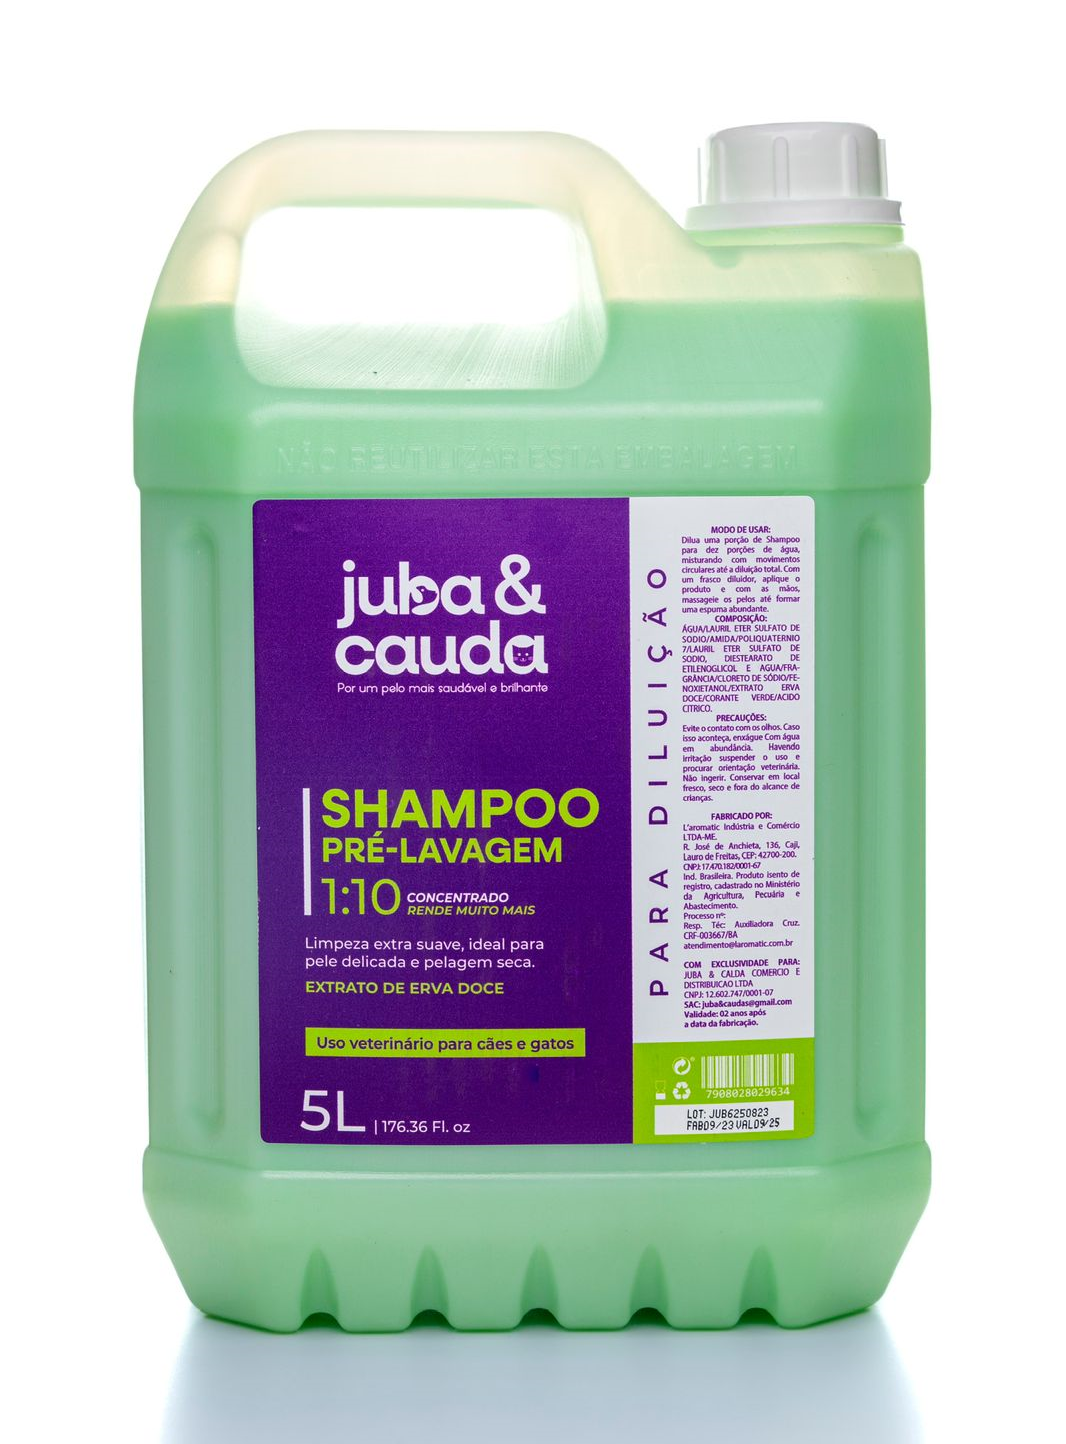 NÃO REUTILIZAR ESTA EMBALAGEM
juba &
cauda
Por um pelo mais saudável e brilhante
SHAMPOO
PRÉ-LAVAGEM
1:10 CONCENTRADO
RENDE MUITO MAIS
Limpeza extra suave, ideal para
pele delicada e pelagem seca.
EXTRATO DE ERVA DOCE
Uso veterinário para cães e gatos
5L | 176.36 Fl. oz
PARA DILUIÇÃO
MODO DE USAR:
Dilua uma porção de Shampoo
para dez porções de água,
misturando com movimentos
circulares até a diluição total. Com
um frasco diluidor, aplique o
produto e com as mãos,
massageie os pelos até formar
uma espuma abundante.
COMPOSIÇÃO:
ÁGUA/LAURIL ETER SULFATO DE
SODIO/AMIDA/POLIQUATERNIO
7/LAURIL ETER SULFATO DE
SODIO, DIESTEARATO DE
ETILENOGLICOL E AGUA/FRA-
GRÂNCIA/CLORETO DE SÓDIO/FE-
NOXIETANOL/EXTRATO ERVA
DOCE/CORANTE VERDE/ACIDO
CITRICO.
PRECAUÇÕES:
Evite o contato com os olhos. Caso
isso aconteça, enxágue Com água
em abundância. Havendo
irritação suspender o uso e
procurar orientação veterinária.
Não ingerir. Conservar em local
fresco, seco e fora do alcance de
crianças.
FABRICADO POR:
L'aromatic Indústria e Comércio
LTDA-ME.
R. José de Anchieta, 136, Caji,
Lauro de Freitas, CEP: 42700-200.
CNPJ: 17.470.182/0001-67
Ind. Brasileira. Produto isento de
registro, cadastrado no Ministério
da Agricultura, Pecuária e
Abastecimento.
Processo nº:
Resp. Téc: Auxiliadora Cruz.
CRF-003667/BA
atendimento@laromatic.com.br
COM EXCLUSIVIDADE PARA:
JUBA & CALDA COMERCIO E
DISTRIBUICAO LTDA
CNPJ: 12.602.747/0001-07
SAC: juba&caudas@gmail.com
Validade: 02 anos após
a data da fabricação.
7908028029634
LOT: JUB6250823
FAB09/23 VAL09/25